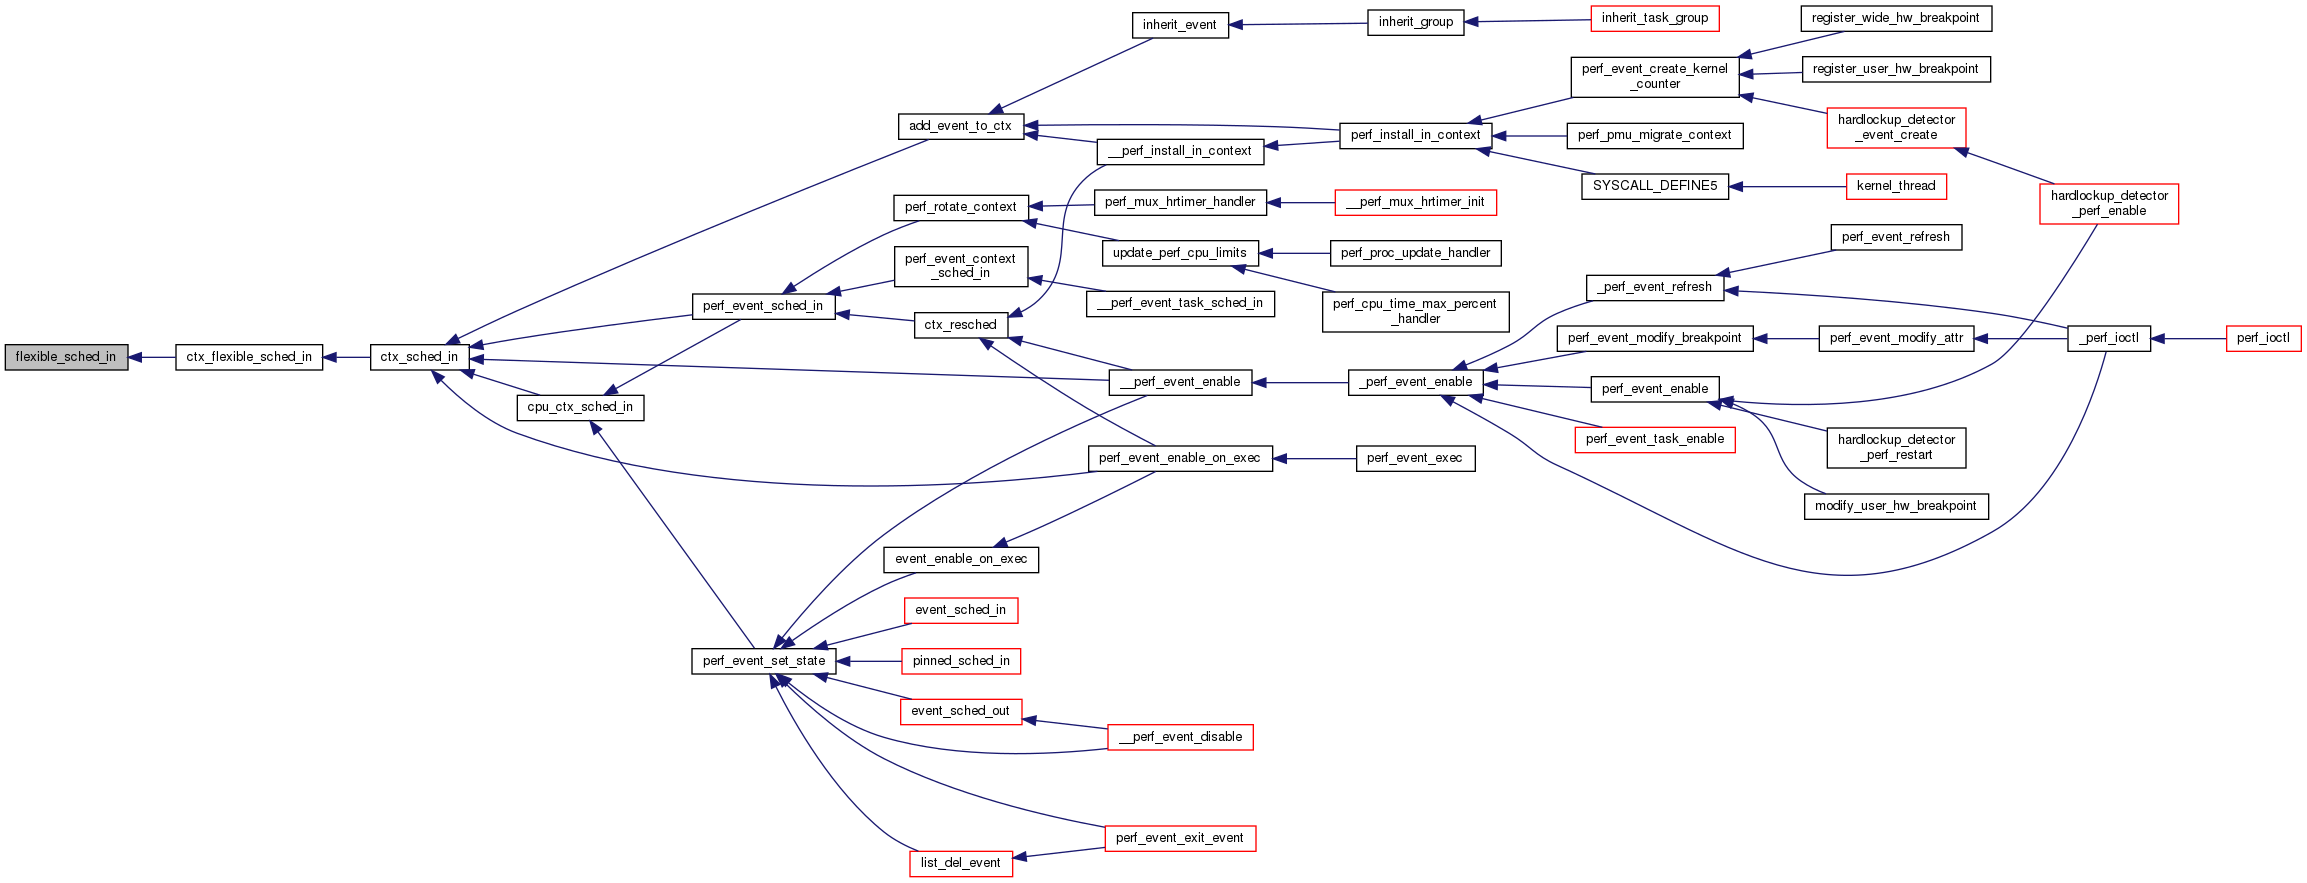 inherit_event
inherit_group
inherit_task_group
register_wide_hw_breakpoint
perf_event_create_kernel
_counter
register_user_hw_breakpoint
add_event_to_ctx
perf_install_in_context
hardlockup_detector
_event_create
__perf_install_in_context
perf_pmu_migrate_context
SYSCALL_DEFINE5
kernel_thread
hardlockup_detector
_perf_enable
perf_rotate_context
perf_mux_hrtimer_handler
__perf_mux_hrtimer_init
update_perf_cpu_limits
perf_proc_update_handler
perf_event_refresh
perf_event_context
_sched_in
__perf_event_task_sched_in
perf_cpu_time_max_percent
_handler
_perf_event_refresh
perf_event_sched_in
ctx_resched
perf_event_modify_breakpoint
perf_event_modify_attr
_perf_ioctl
perf_ioctl
flexible_sched_in
ctx_flexible_sched_in
ctx_sched_in
__perf_event_enable
_perf_event_enable
perf_event_enable
cpu_ctx_sched_in
perf_event_task_enable
hardlockup_detector
_perf_restart
perf_event_enable_on_exec
perf_event_exec
modify_user_hw_breakpoint
event_enable_on_exec
event_sched_in
perf_event_set_state
pinned_sched_in
event_sched_out
__perf_event_disable
perf_event_exit_event
list_del_event